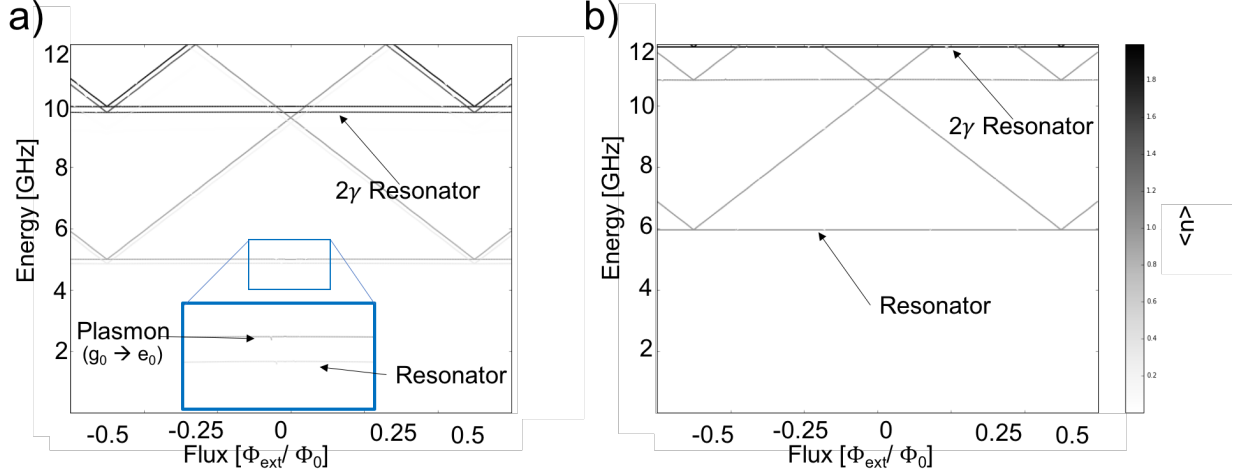 a)
12
10
8
6
4
2
Energy [GHz]
2γ Resonator
Plasmon
(g₀ → e₀)
Resonator
-0.5
-0.25
0
0.25
0.5
Flux [Φext/ Φ₀]
b)
12
10
8
6
4
2
Energy [GHz]
2γ Resonator
Resonator
-0.5
-0.25
0
0.25
0.5
Flux [Φext/ Φ₀]
1.8
1.6
1.4
1.2
1.0
0.8
0.6
0.4
0.2
<n>